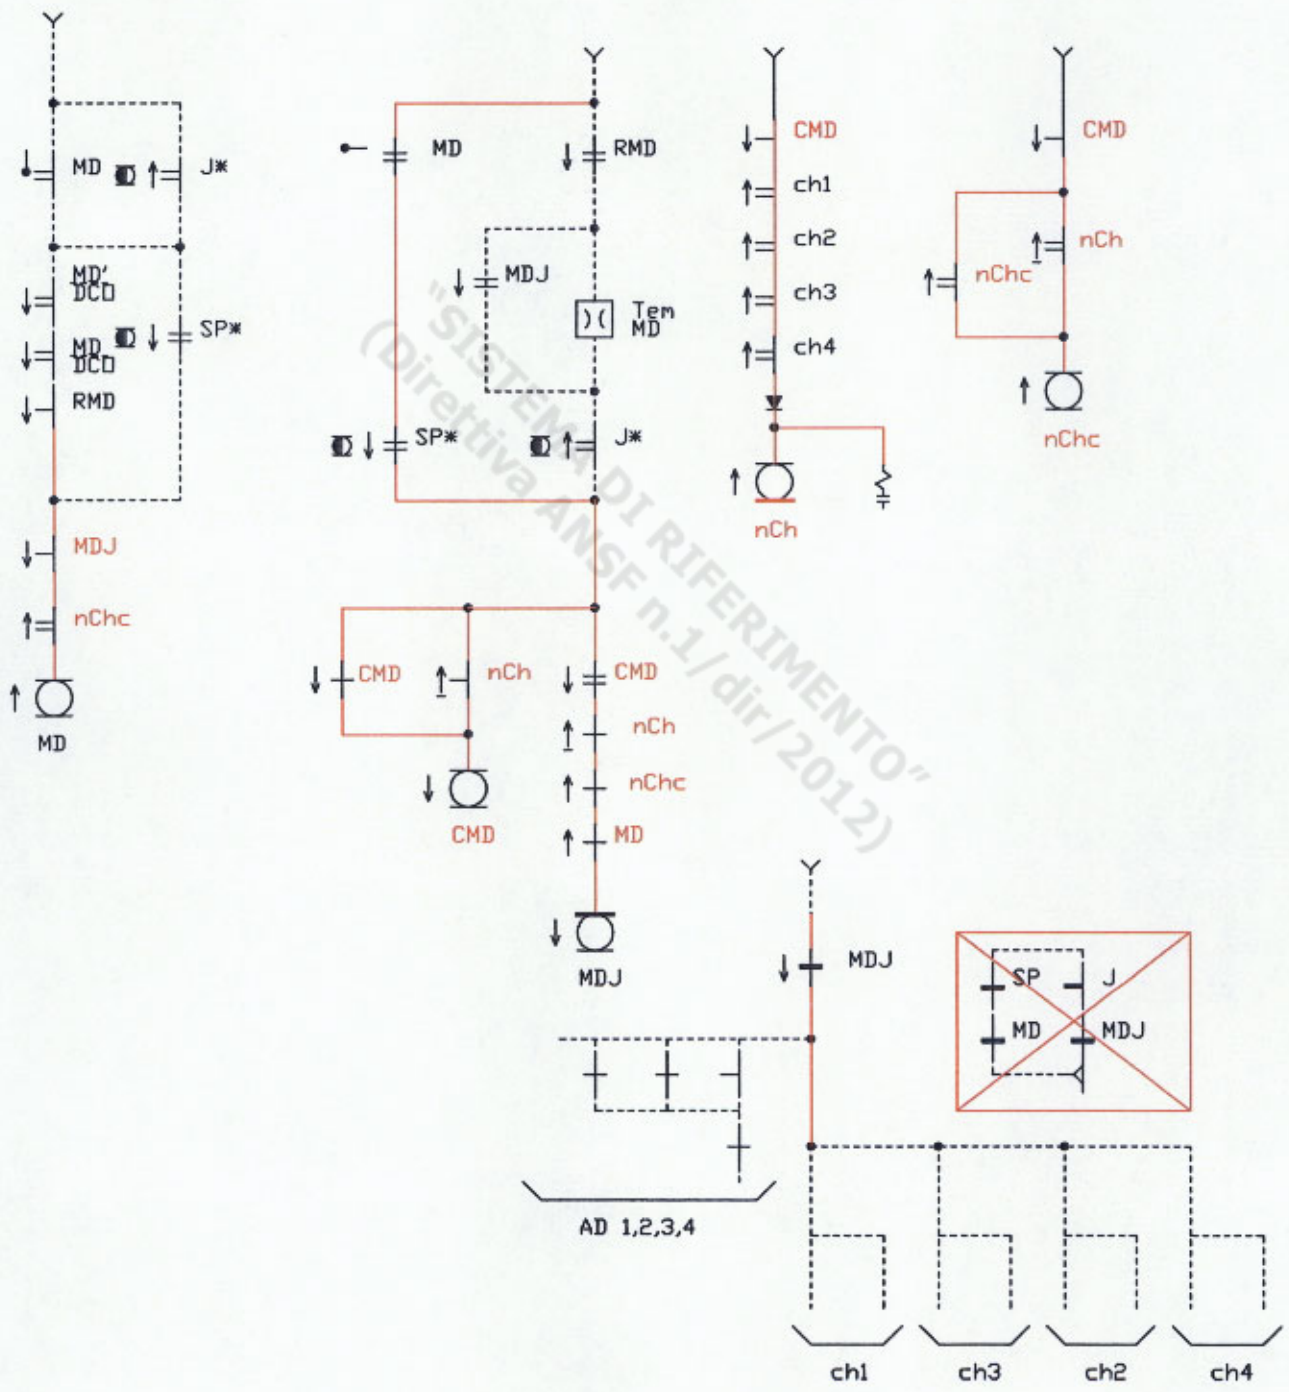 MD
J*
MD'
DCD
MD
DCD
SP*
RMD
MDJ
nChc
MD
MD
RMD
MDJ
Tem
MD
SP*
J*
CMD
nCh
CMD
nCh
nChc
MD
CMD
MDJ
CMD
ch1
ch2
ch3
ch4
nCh
CMD
nCh
nChc
nChc
"SISTEMA DI RIFERIMENTO"
(Direttiva ANSF n.1/dir/2012)
MDJ
SP
J
MD
MDJ
AD 1,2,3,4
ch1
ch3
ch2
ch4